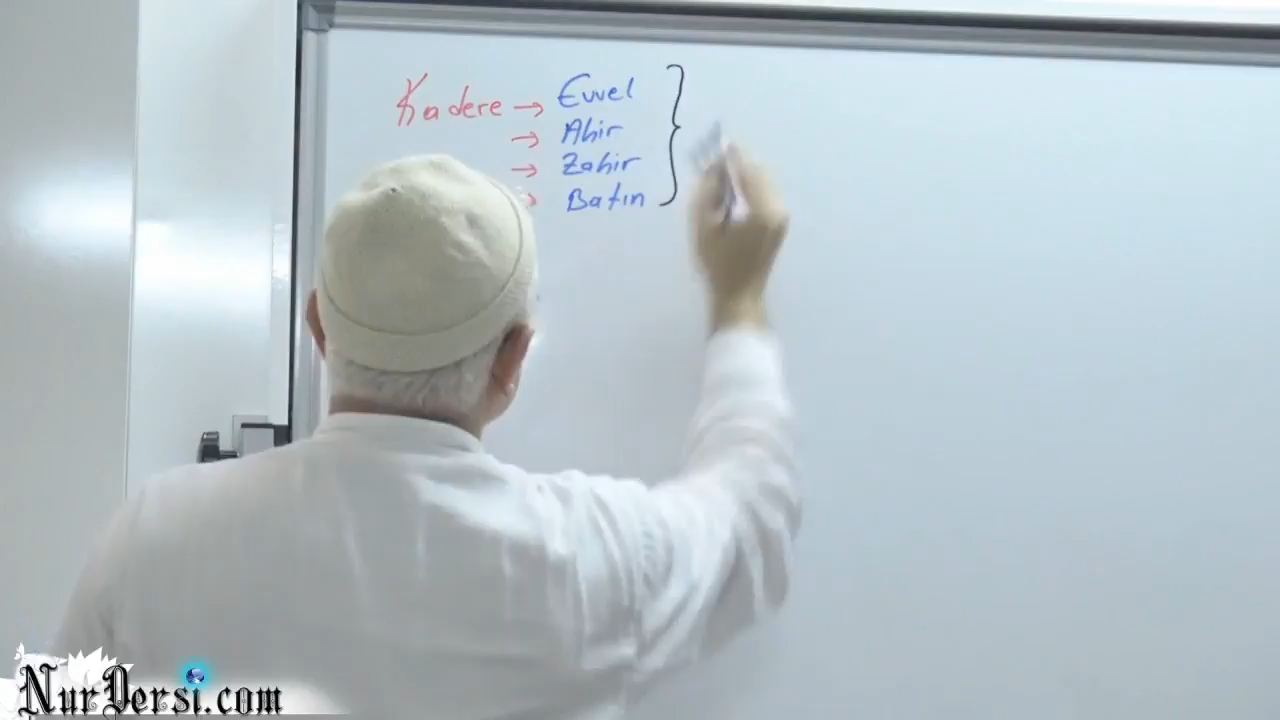 Kadere → Evvel
→ Ahir
→ Zahir
→ Batın
NurDersi.com